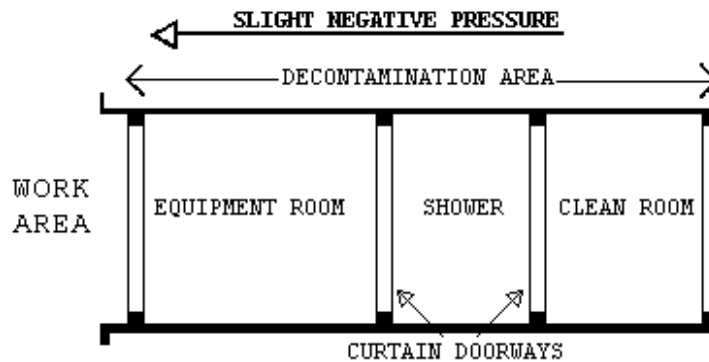 SLIGHT NEGATIVE PRESSURE
DECONTAMINATION AREA
WORK
AREA
EQUIPMENT ROOM
SHOWER
CLEAN ROOM
CURTAIN DOORWAYS